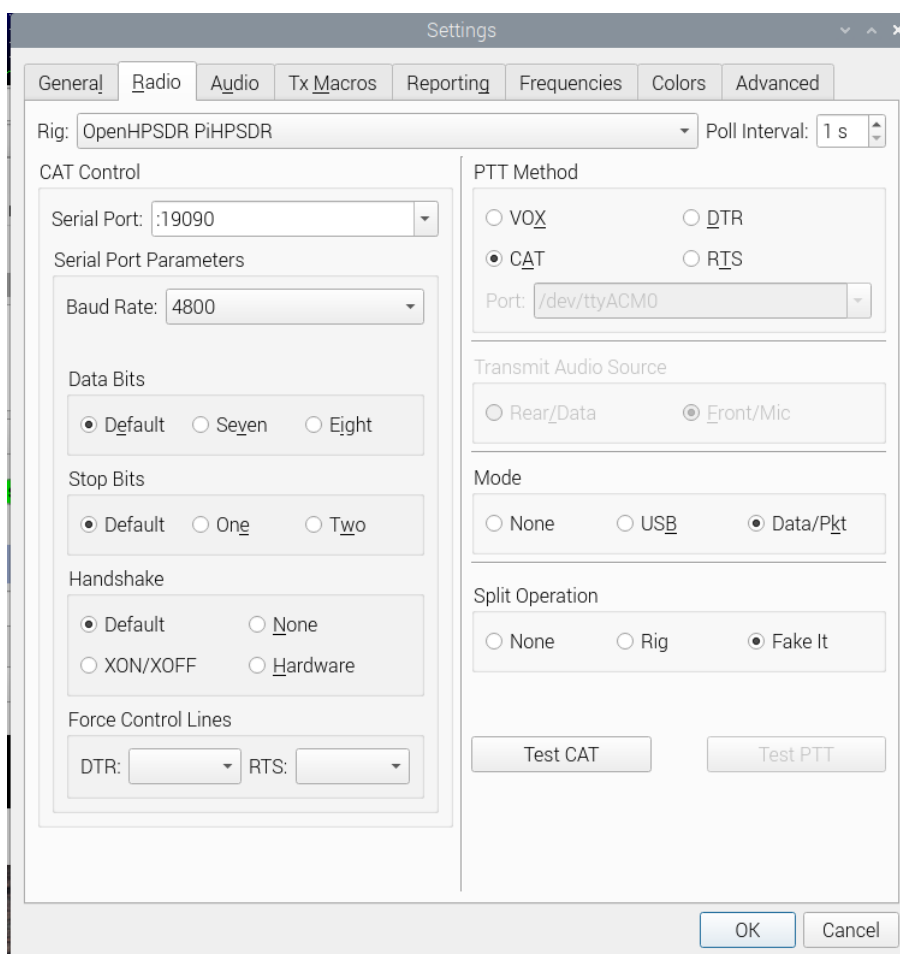 Settings
General Radio Audio Tx Macros Reporting Frequencies Colors Advanced
Rig: OpenHPSDR PiHPSDR Poll Interval: 1 s
CAT Control
Serial Port: :19090
Serial Port Parameters
Baud Rate: 4800
Data Bits
Default Seven Eight
Stop Bits
Default One Two
Handshake
Default None
XON/XOFF Hardware
Force Control Lines
DTR: RTS:
PTT Method
VOX DTR
CAT RTS
Port: /dev/ttyACM0
Transmit Audio Source
Rear/Data Front/Mic
Mode
None USB Data/Pkt
Split Operation
None Rig Fake It
Test CAT Test PTT
OK Cancel